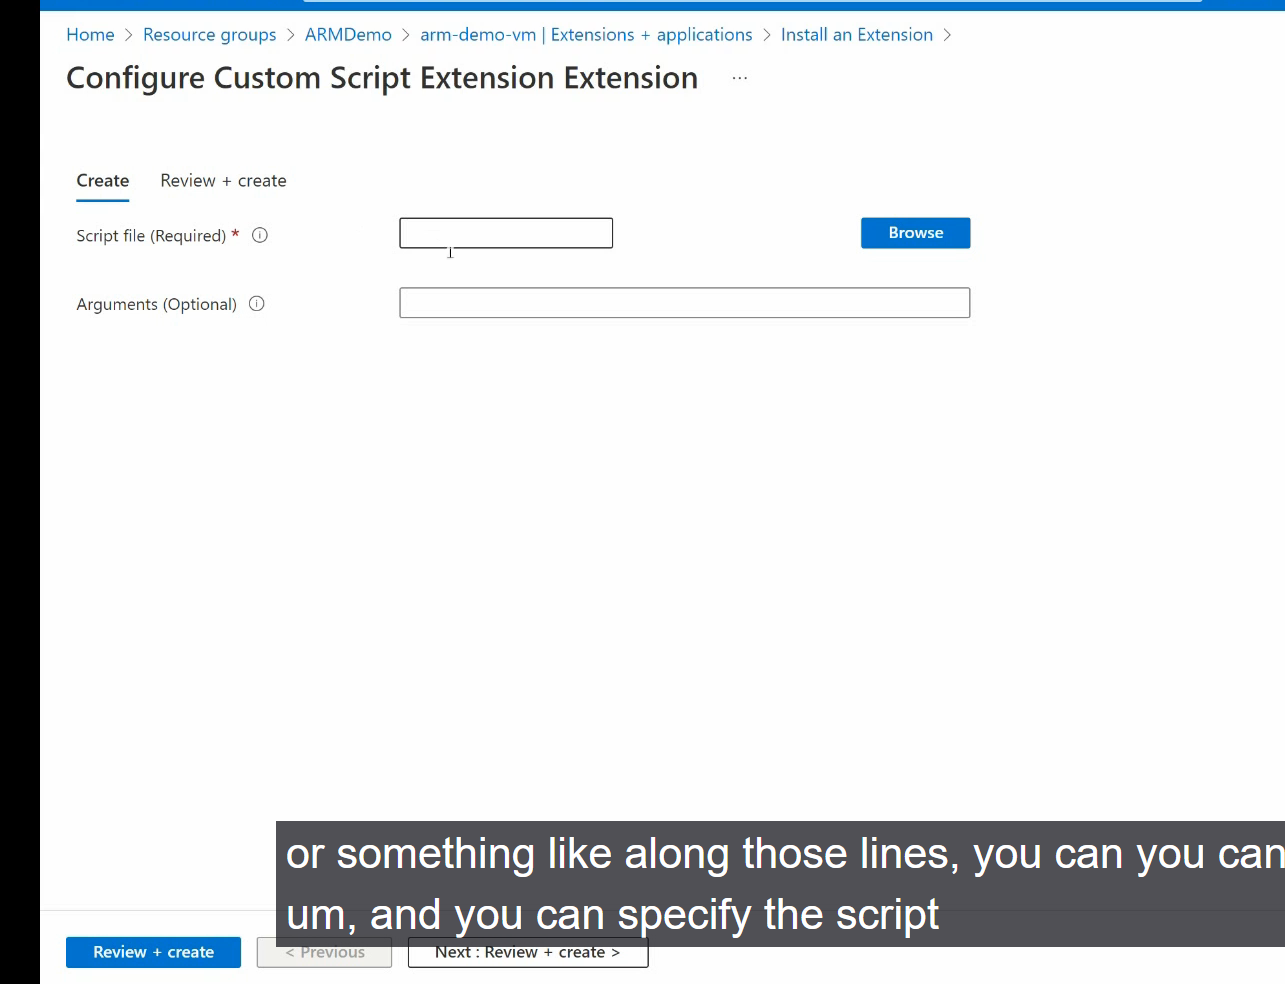 Home > Resource groups > ARMDemo > arm-demo-vm | Extensions + applications > Install an Extension >
Configure Custom Script Extension Extension ...
Create Review + create
Script file (Required) *
Browse
Arguments (Optional)
or something like along those lines, you can you can
um, and you can specify the script
Review + create < Previous Next : Review + create >